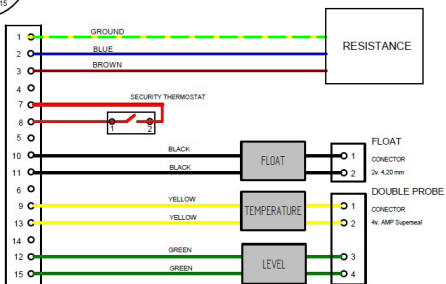 15
1 GROUND
2 BLUE
3 BROWN
RESISTANCE
4
SECURITY THERMOSTAT
7
8 1 2
5
10 BLACK FLOAT 1
11 BLACK 2
FLOAT
CONECTOR
2v. 4,20 mm
6
DOUBLE PROBE
9 YELLOW TEMPERATURE 1
13 YELLOW 2
CONECTOR
4v. AMP Superseal
14
12 GREEN LEVEL 3
15 GREEN 4